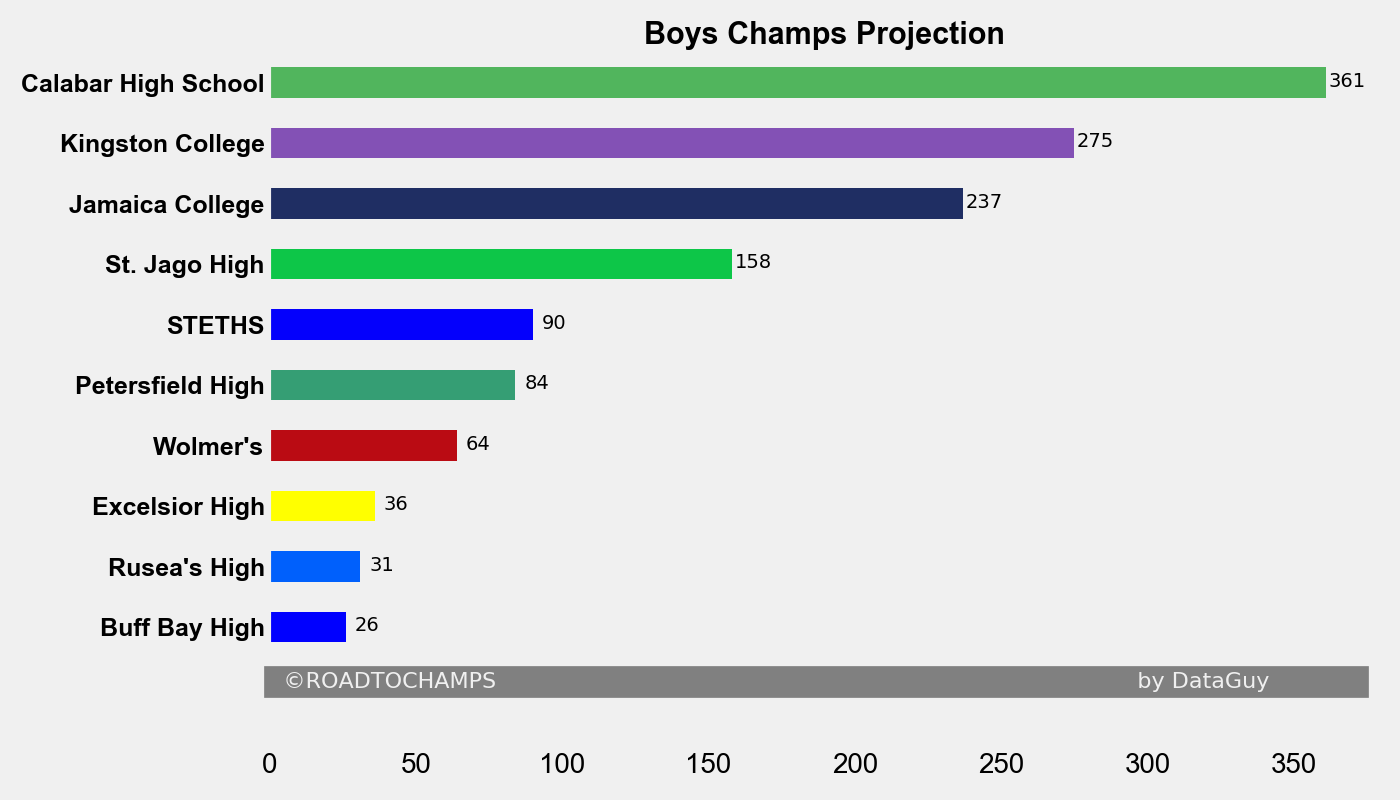 Boys Champs Projection
Calabar High School 361
Kingston College 275
Jamaica College 237
St. Jago High 158
STETHS 90
Petersfield High 84
Wolmer's 64
Excelsior High 36
Rusea's High 31
Buff Bay High 26
©ROADTOCHAMPS by DataGuy
0 50 100 150 200 250 300 350